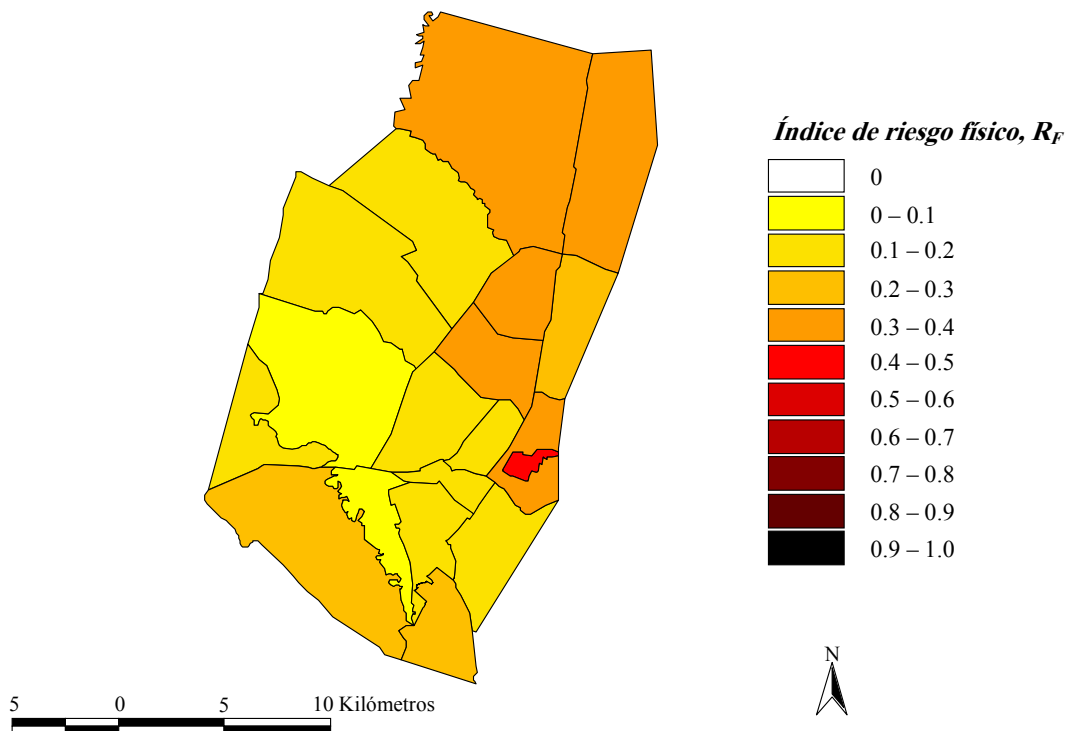 Índice de riesgo físico, RF
0
0 – 0.1
0.1 – 0.2
0.2 – 0.3
0.3 – 0.4
0.4 – 0.5
0.5 – 0.6
0.6 – 0.7
0.7 – 0.8
0.8 – 0.9
0.9 – 1.0
N
5 0 5 10 Kilómetros